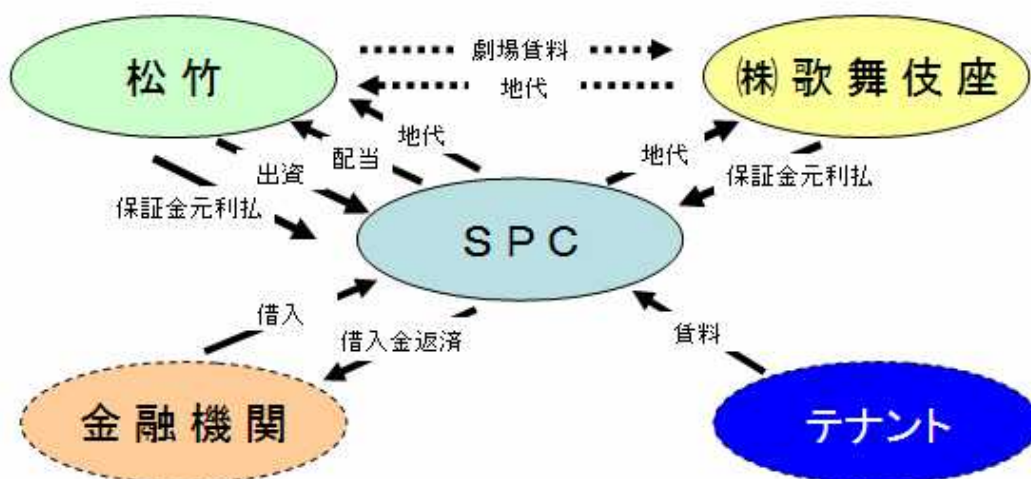 劇場賃料
松竹
㈱歌舞伎座
地代
地代
配当
地代
出資
保証金元利払
保証金元利払
SPC
借入
借入金返済
賃料
金融機関
テナント